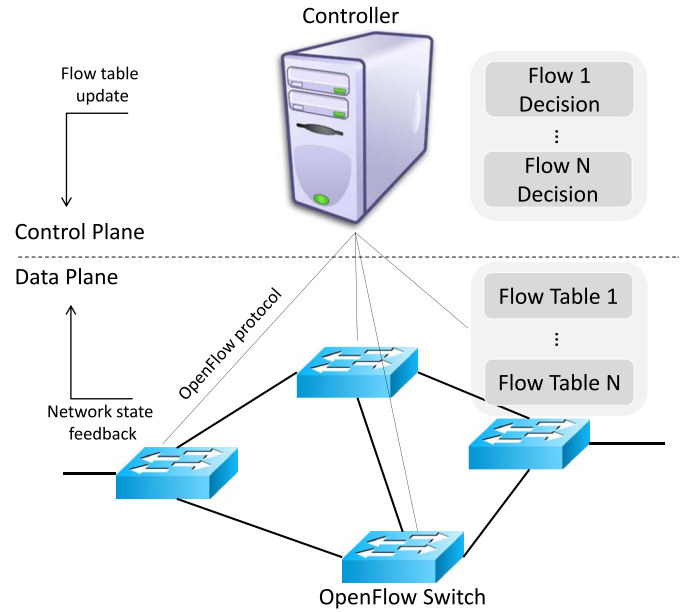 Controller
Flow table
update
Flow 1
Decision
...
Flow N
Decision
Control Plane
Data Plane
OpenFlow protocol
Flow Table 1
...
Flow Table N
Network state
feedback
OpenFlow Switch